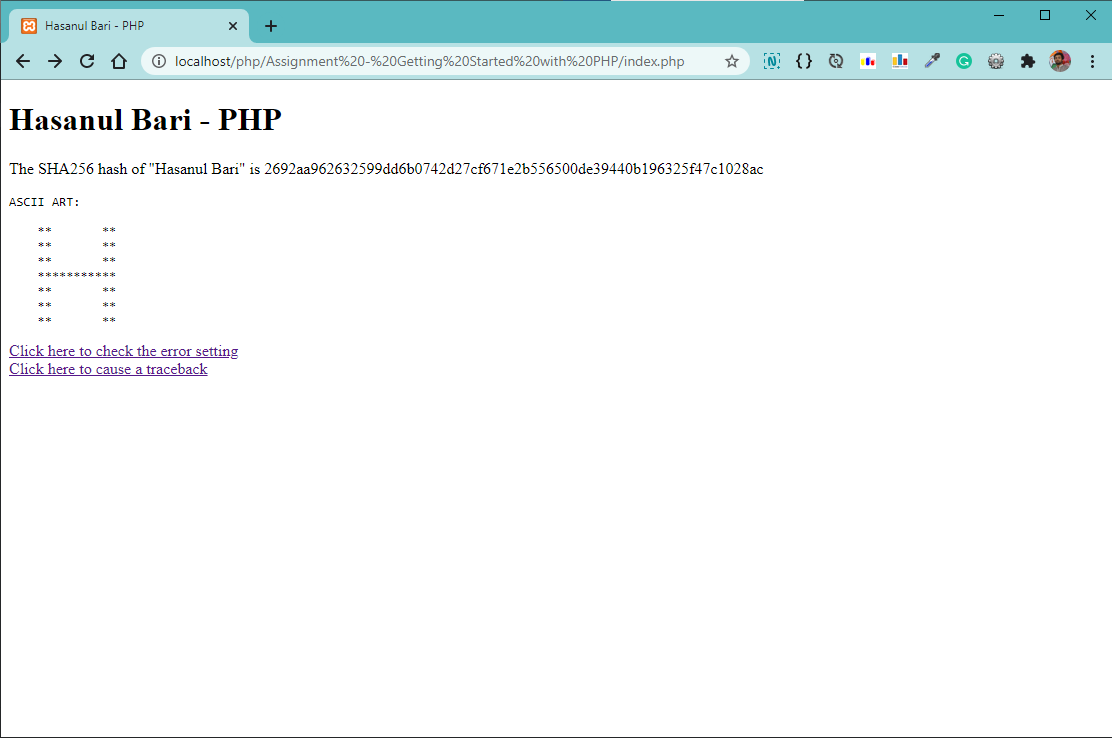 Hasanul Bari - PHP
localhost/php/Assignment%20-%20Getting%20Started%20with%20PHP/index.php
Hasanul Bari - PHP
The SHA256 hash of "Hasanul Bari" is 2692aa962632599dd6b0742d27cf671e2b556500de39440b196325f47c1028ac
ASCII ART:
    **       **
    **       **
    **       **
    ***********
    **       **
    **       **
    **       **
Click here to check the error setting
Click here to cause a traceback